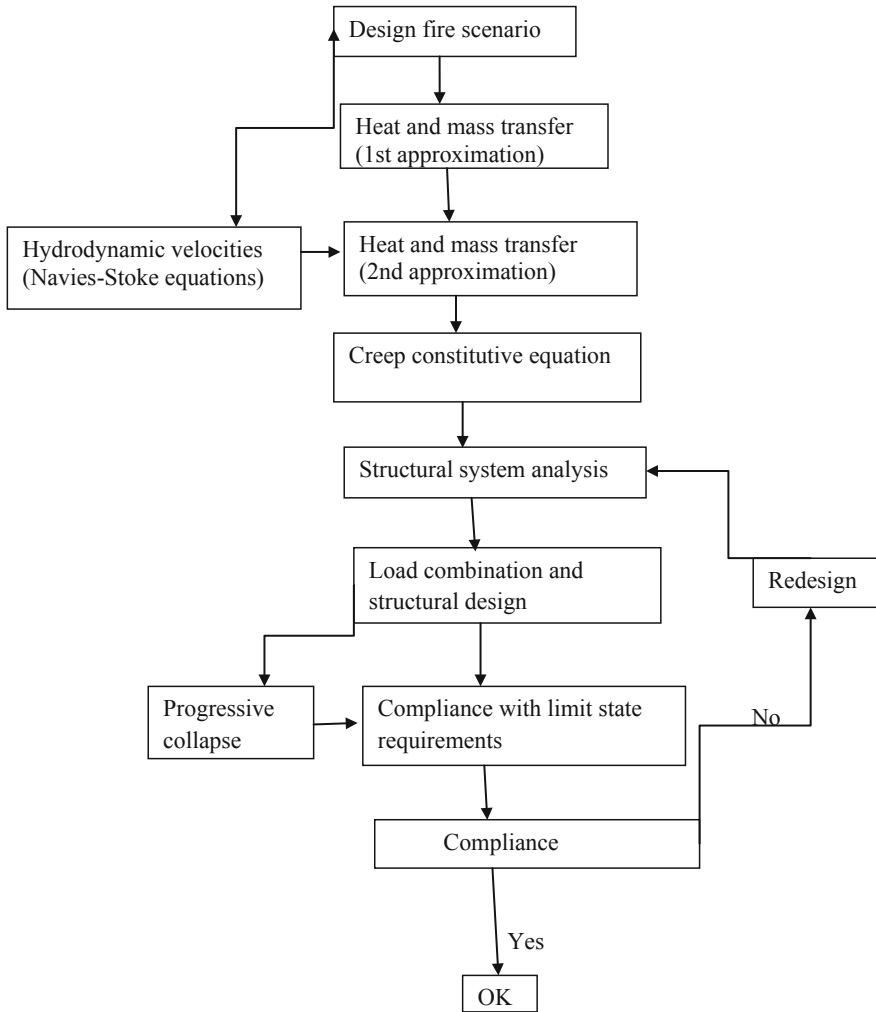 Design fire scenario
Heat and mass transfer
(1st approximation)
Hydrodynamic velocities
(Navies-Stoke equations)
Heat and mass transfer
(2nd approximation)
Creep constitutive equation
Structural system analysis
Load combination and
structural design
Redesign
Progressive
collapse
Compliance with limit state
requirements
No
Compliance
Yes
OK